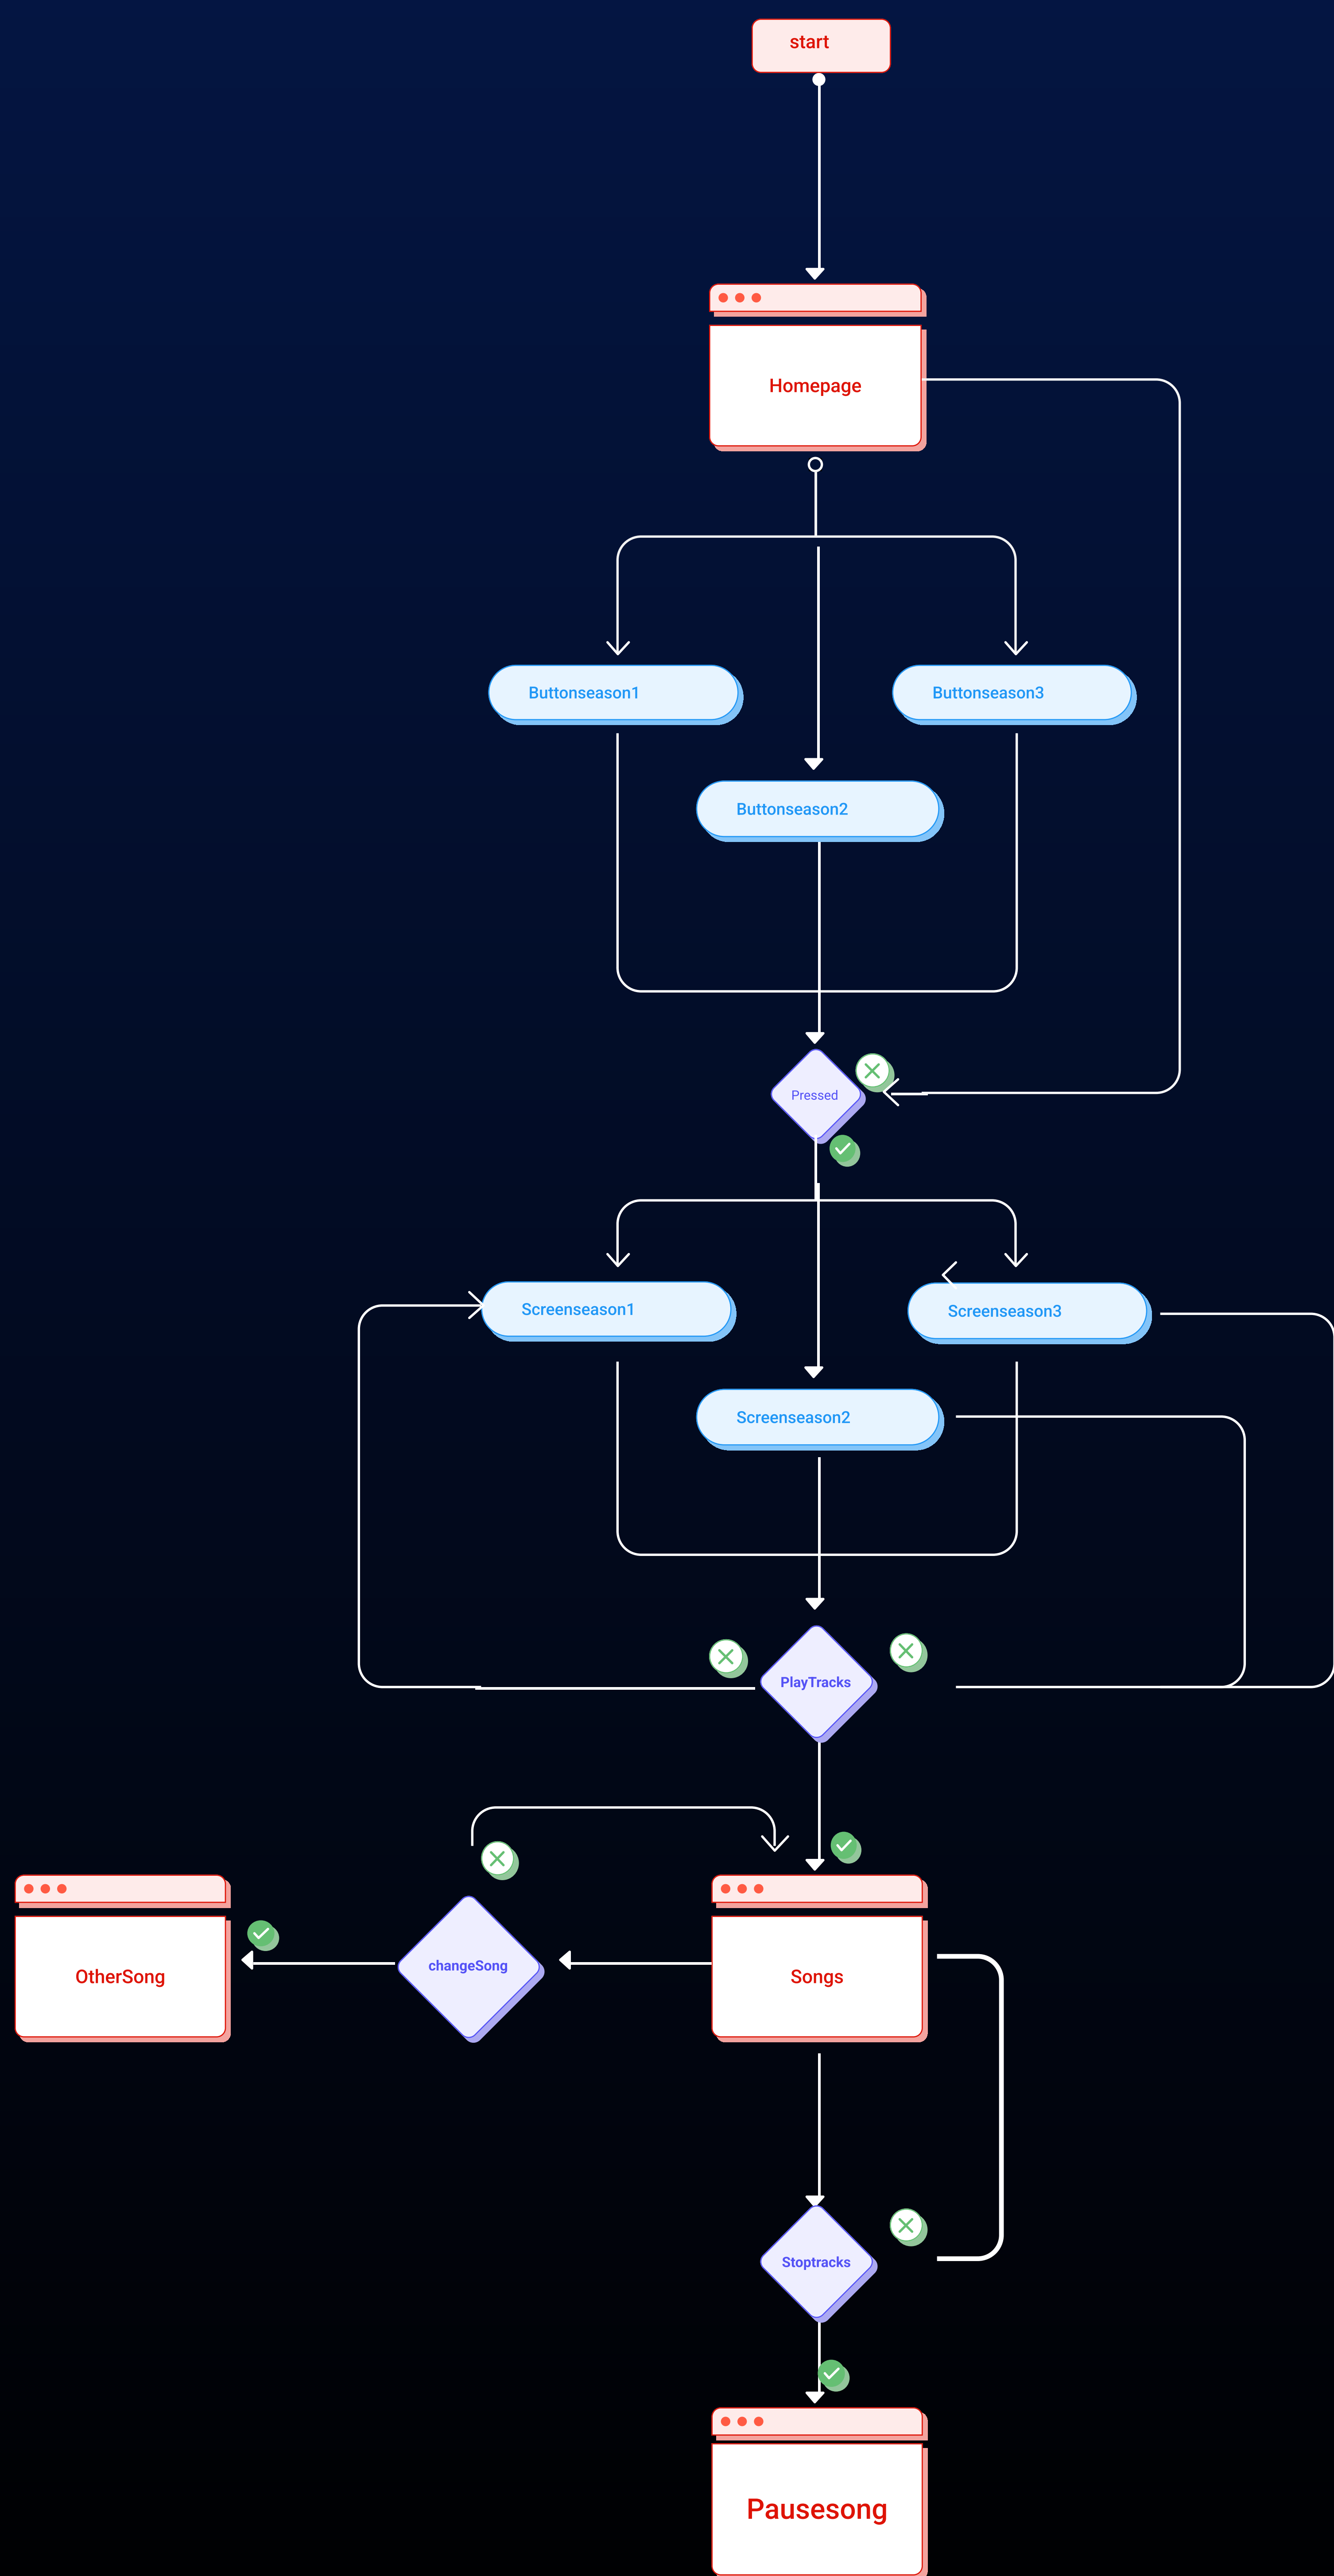 start
Homepage
Buttonseason1
Buttonseason3
Buttonseason2
Pressed
Screenseason1
Screenseason3
Screenseason2
PlayTracks
OtherSong
changeSong
Songs
Stoptracks
Pausesong